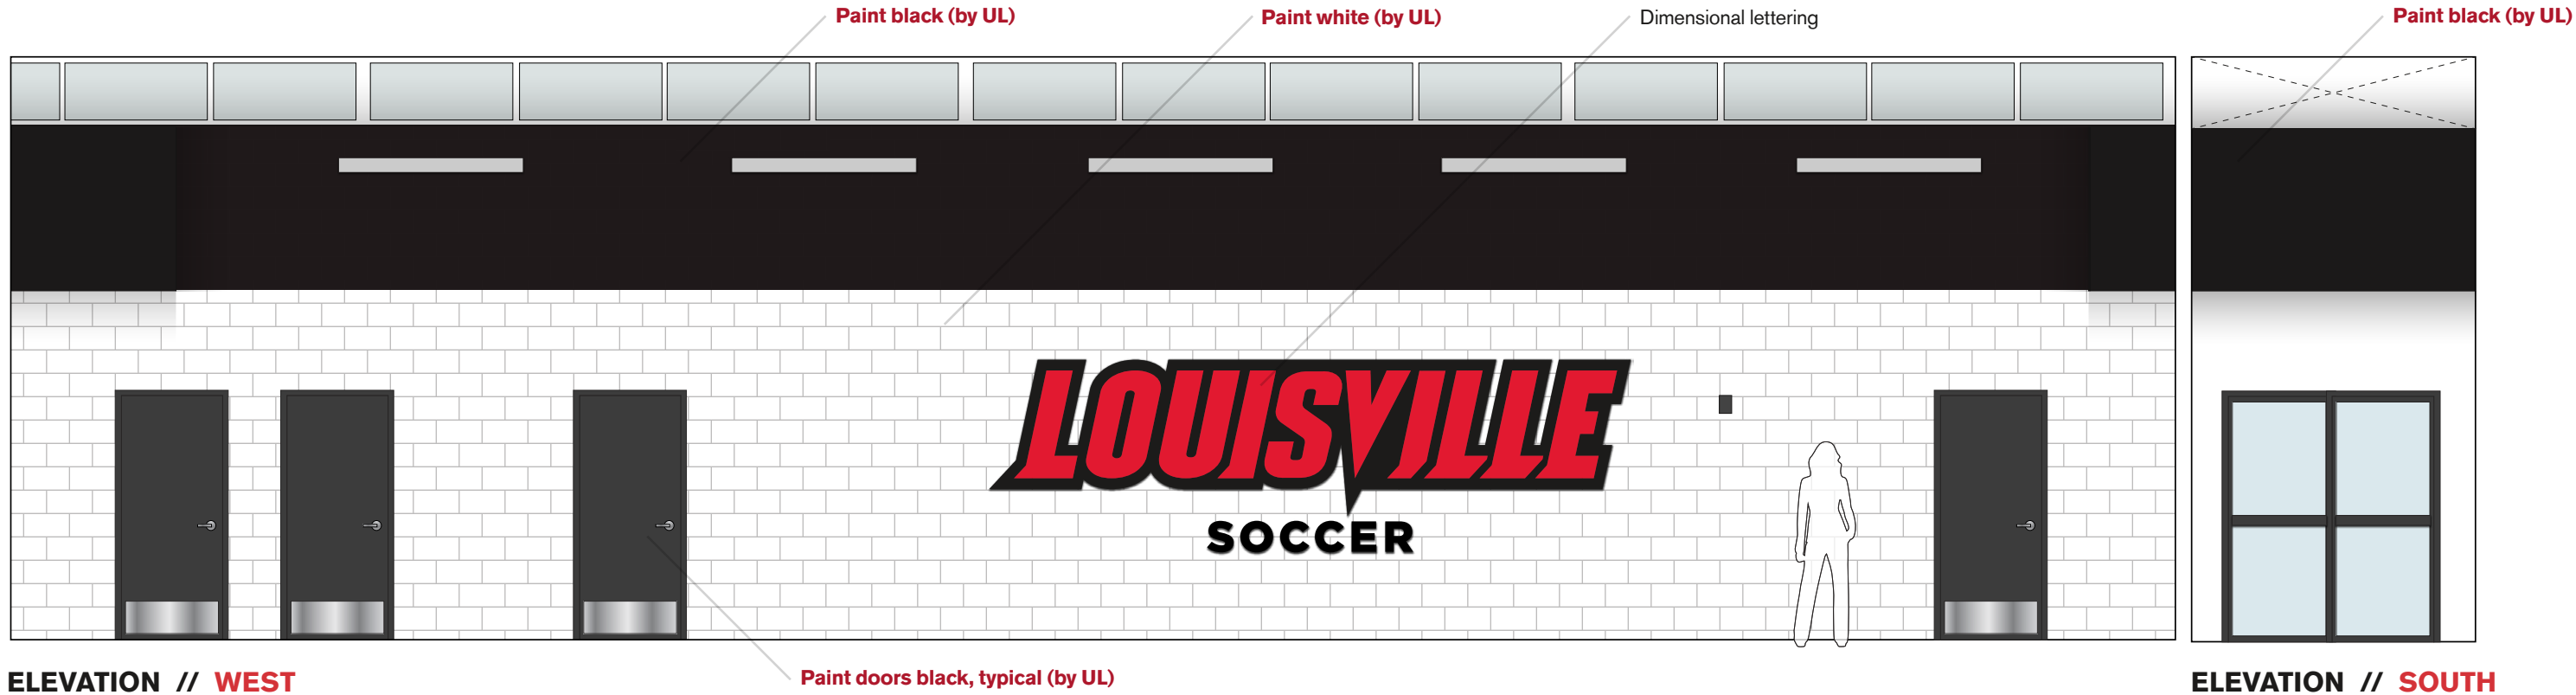 Paint black (by UL)
Paint white (by UL)
Dimensional lettering
Paint black (by UL)
LOUISVILLE
SOCCER
Paint doors black, typical (by UL)
ELEVATION // WEST
ELEVATION // SOUTH